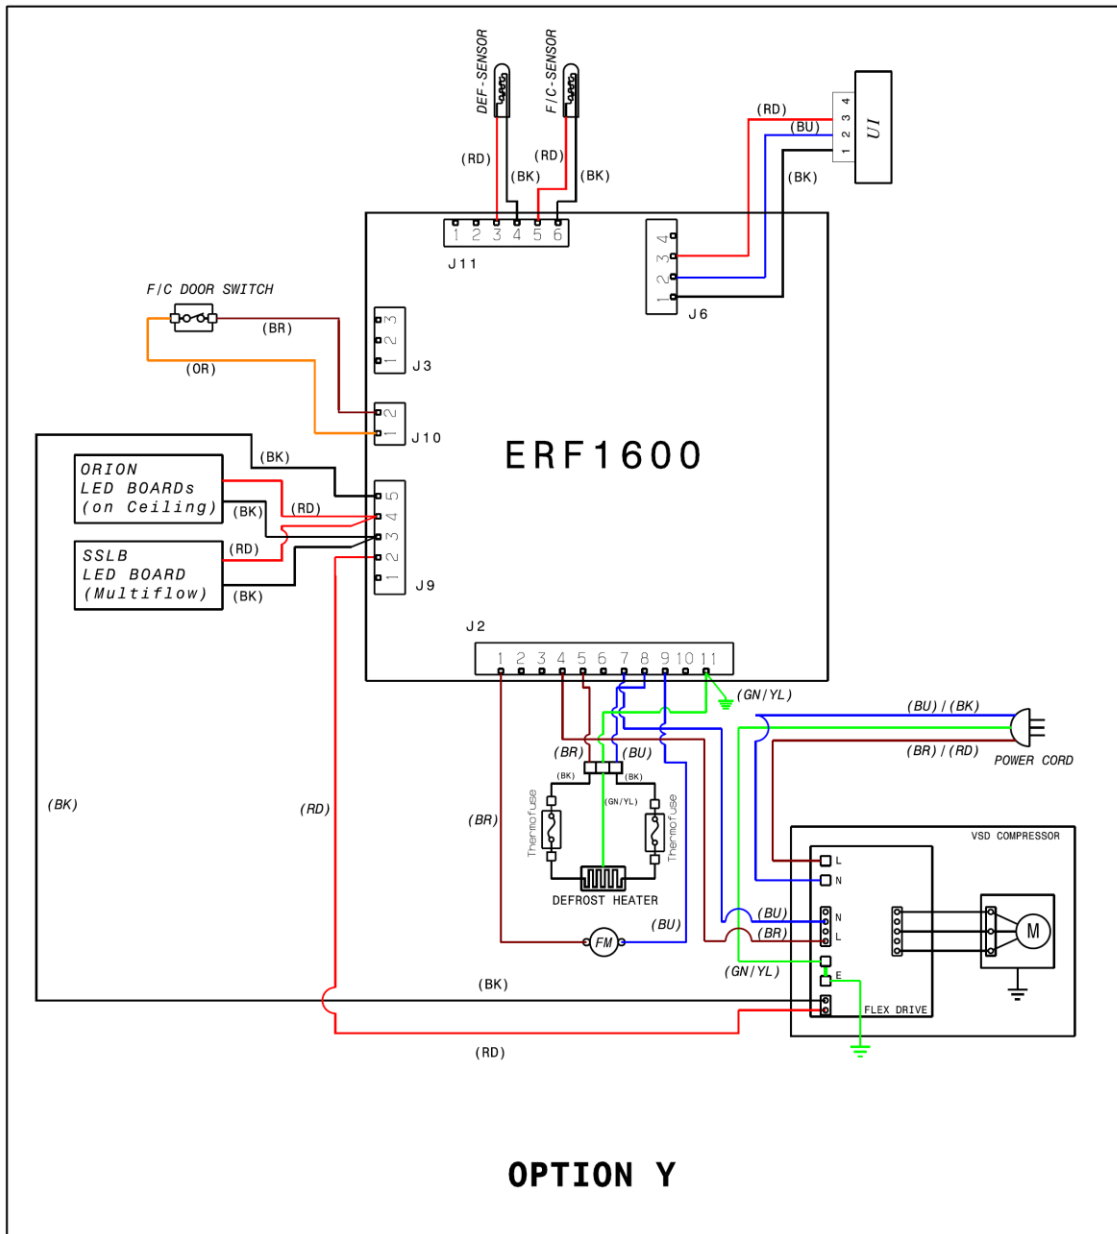 DEF-SENSOR
F/C-SENSOR
(RD)
(BK)
(RD)
(BK)
(RD)
(BU)
(BK)
1 2 3 4
UI
1 2 3 4 5 6
J11
4
3
2
1
J6
F/C DOOR SWITCH
(BR)
(OR)
3
2
1
J3
2
1
J10
ERF1600
(BK)
ORION
LED BOARDs
(on Ceiling)
(RD)
(BK)
SSLB
LED BOARD
(Multiflow)
(RD)
(BK)
5
4
3
2
1
J9
J2
1 2 3 4 5 6 7 8 9 10 11
(GN/YL)
(BU)/(BK)
(BR)/(RD)
POWER CORD
(BR)
(BU)
(BK)
(BK)
(GN/YL)
Thermofuse
Thermofuse
DEFROST HEATER
(BK)
(RD)
(BR)
(BU)
FM
VSD COMPRESSOR
L
N
(BU)
N
(BR)
L
(GN/YL)
E
FLEX DRIVE
M
(BK)
(RD)
OPTION Y